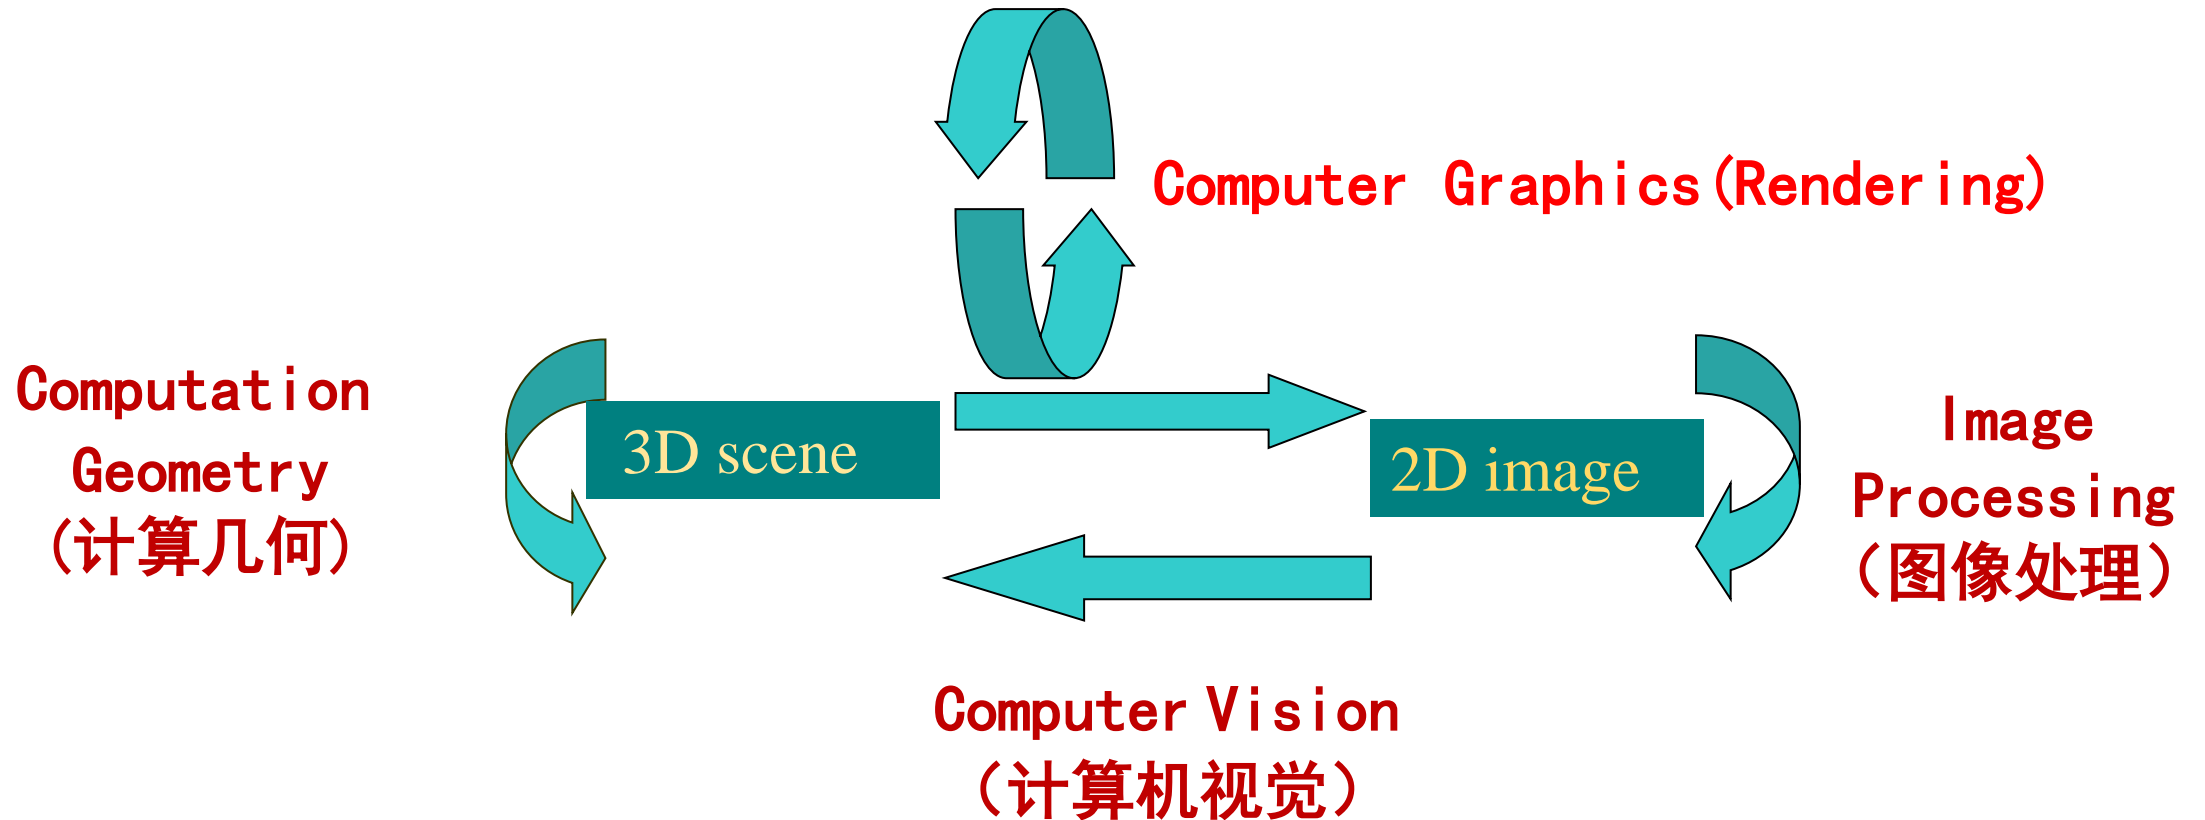 Computer Graphics(Rendering)
Computation
Geometry
(计算几何)
3D scene
2D image
Image
Processing
（图像处理）
Computer Vision
（计算机视觉）